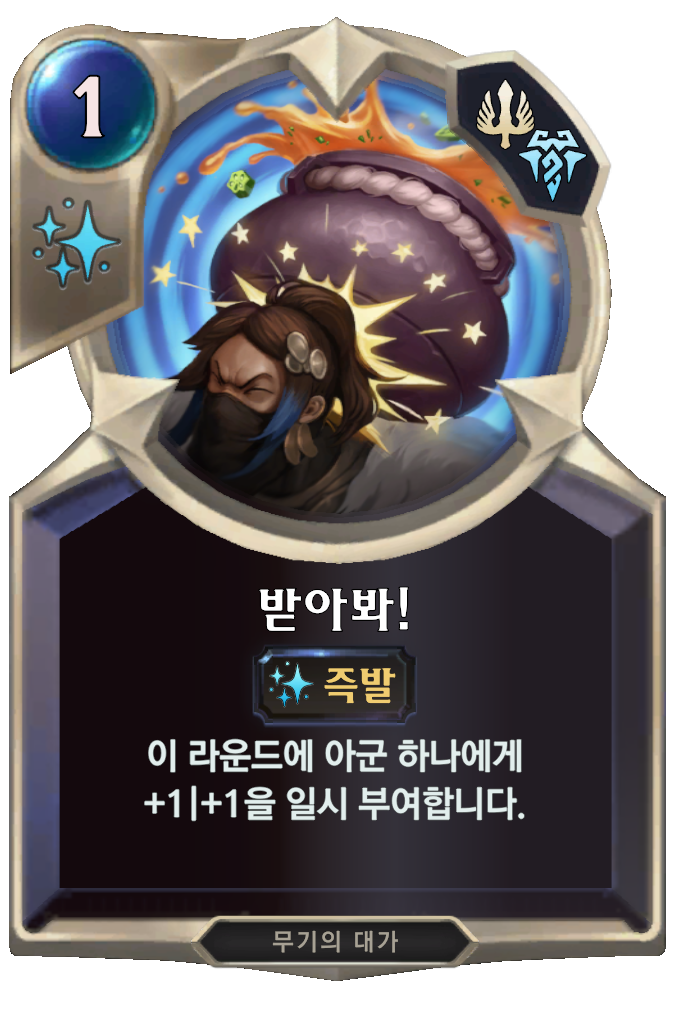 1
받아봐!
즉발
이 라운드에 아군 하나에게
+1|+1을 일시 부여합니다.
무기의 대가